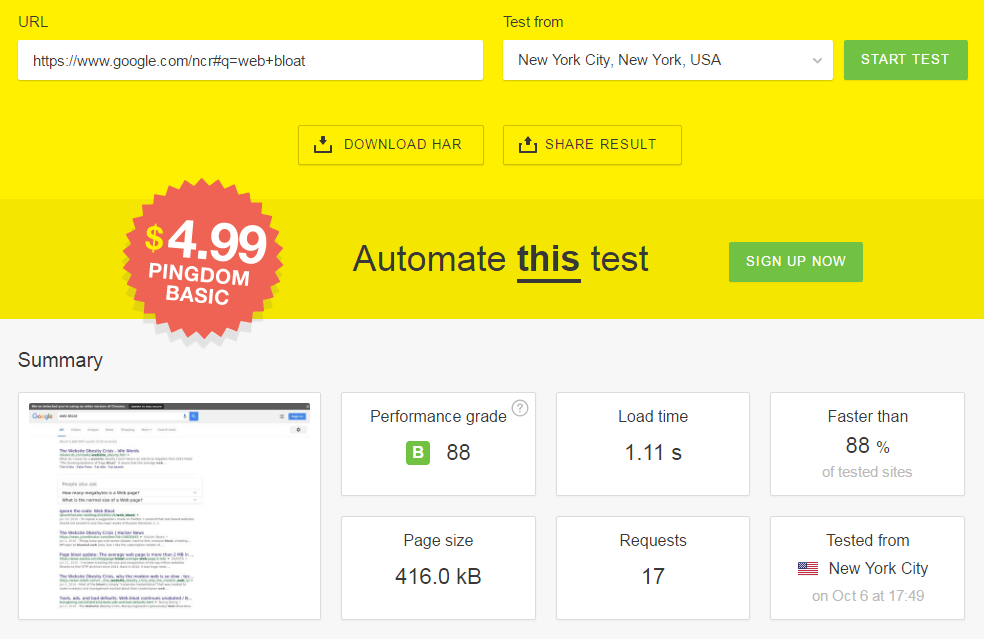 URL
Test from
https://www.google.com/ncr#q=web+bloat
New York City, New York, USA
START TEST
DOWNLOAD HAR
SHARE RESULT
$4.99
PINGDOM
BASIC
Automate this test
SIGN UP NOW
Summary
Google
web bloat
The Website Obesity Crisis - Idle Words
People also ask
How many megabytes is a Web page?
What is the normal size of a Web page?
ignore the code: Web Bloat
The Website Obesity Crisis | Hacker News
Page bloat update: The average web page is more than 2 MB in ...
The Website Obesity Crisis, why the modern web is so slow - tes...
Tools, ads, and bad defaults: Web bloat continues unabated / B...
Performance grade
?
B 88
Load time
1.11 s
Faster than
88 %
of tested sites
Page size
416.0 kB
Requests
17
Tested from
New York City
on Oct 6 at 17:49